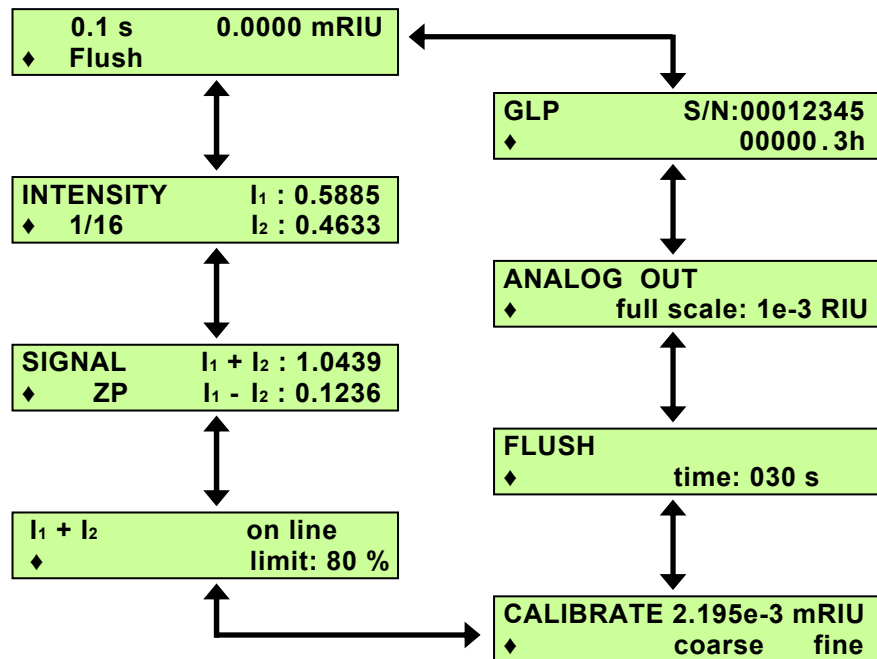 0.1 s 0.0000 mRIU
♦ Flush
INTENSITY I₁ : 0.5885
♦ 1/16 I₂ : 0.4633
SIGNAL I₁ + I₂ : 1.0439
♦ ZP I₁ - I₂ : 0.1236
I₁ + I₂ on line
♦ limit: 80 %
GLP S/N:00012345
♦ 00000.3h
ANALOG OUT
♦ full scale: 1e-3 RIU
FLUSH
♦ time: 030 s
CALIBRATE 2.195e-3 mRIU
♦ coarse fine